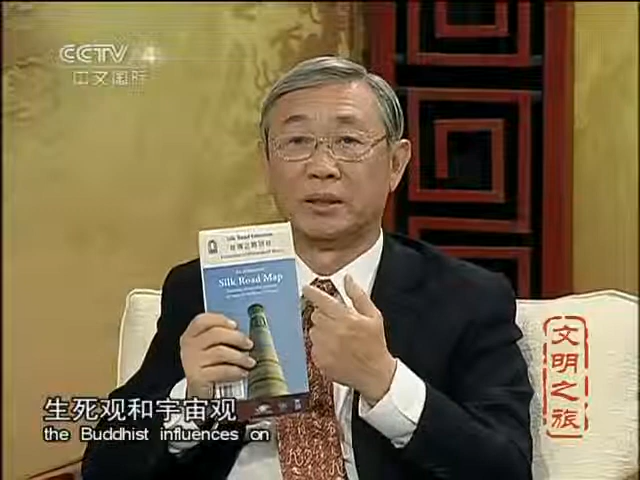 CCTV 4
中文国际
Silk Road Map
文明之旅
生死观和宇宙观
the Buddhist influences on